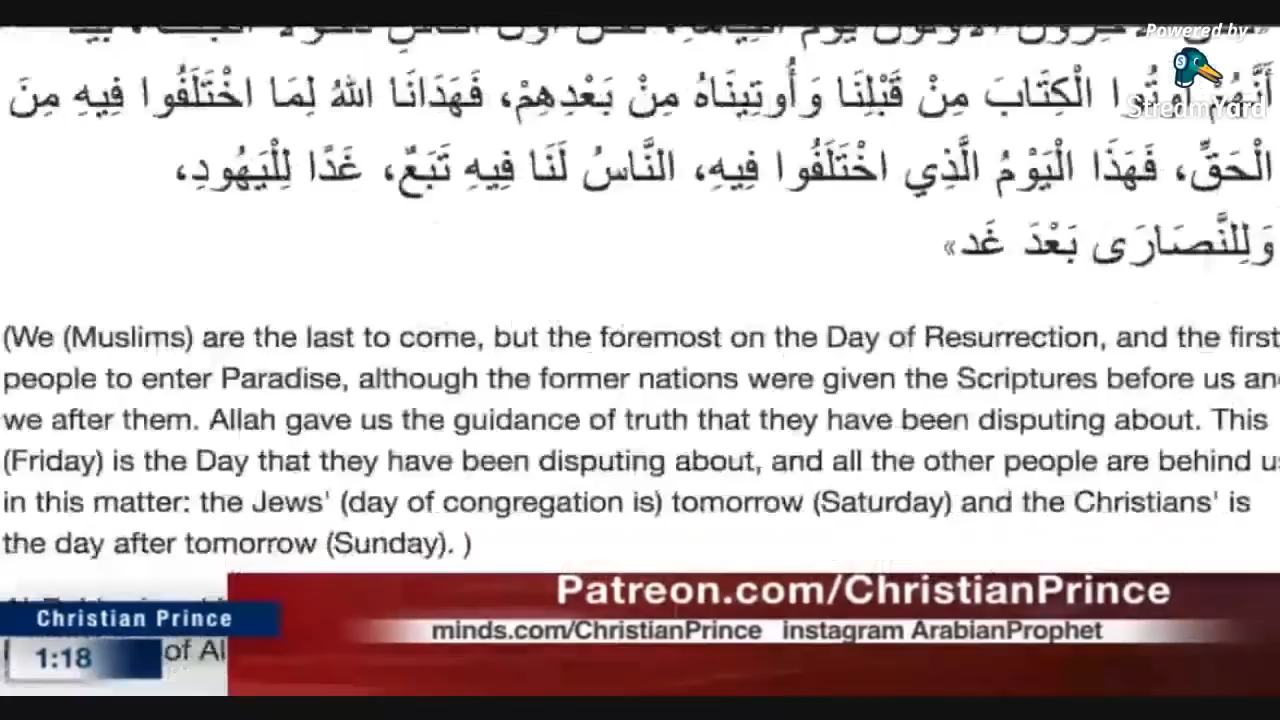 Powered by
StreamYard
أَنَّهُمْ أُوتُوا الْكِتَابَ مِنْ قَبْلِنَا وَأُوتِينَاهُ مِنْ بَعْدِهِمْ، فَهَدَانَا اللهُ لِمَا اخْتَلَفُوا فِيهِ مِنَ
الْحَقِّ، فَهَذَا الْيَوْمُ الَّذِي اخْتَلَفُوا فِيهِ، النَّاسُ لَنَا فِيهِ تَبَعٌ، غَدًا لِلْيَهُودِ،
وَلِلنَّصَارَى بَعْدَ غَد»
(We (Muslims) are the last to come, but the foremost on the Day of Resurrection, and the first
people to enter Paradise, although the former nations were given the Scriptures before us an
we after them. Allah gave us the guidance of truth that they have been disputing about. This
(Friday) is the Day that they have been disputing about, and all the other people are behind us
in this matter: the Jews' (day of congregation is) tomorrow (Saturday) and the Christians' is
the day after tomorrow (Sunday). )
Patreon.com/ChristianPrince
Christian Prince
minds.com/ChristianPrince instagram ArabianProphet
1:18
of Al